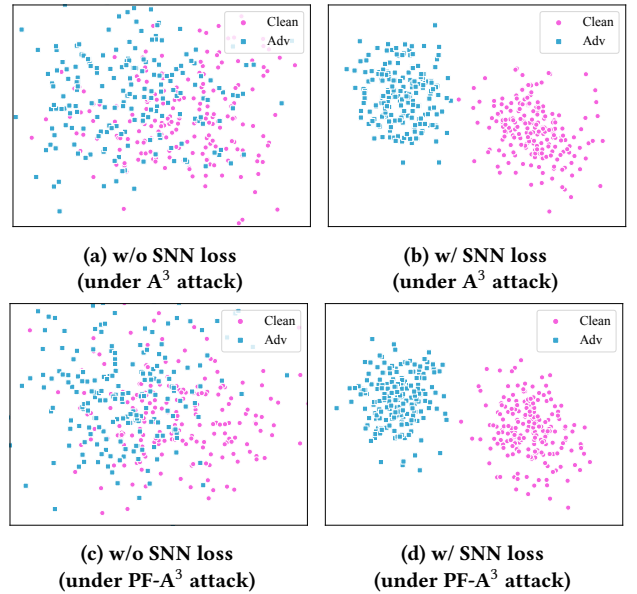 Clean
Adv
Clean
Adv
(a) w/o SNN loss
(under A³ attack)
(b) w/ SNN loss
(under A³ attack)
Clean
Adv
Clean
Adv
(c) w/o SNN loss
(under PF-A³ attack)
(d) w/ SNN loss
(under PF-A³ attack)